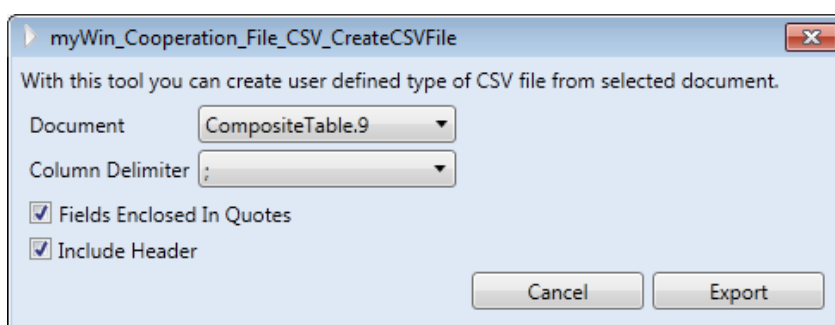 myWin_Cooperation_File_CSV_CreateCSVFile
With this tool you can create user defined type of CSV file from selected document.
Document CompositeTable.9
Column Delimiter ;
Fields Enclosed In Quotes
Include Header
Cancel Export